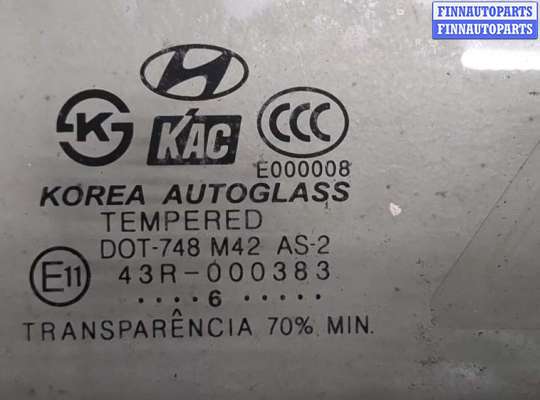 FINNAUTOPARTS
FINNAUTOPARTS
K
KAC
CCC
E000008
KOREA AUTOGLASS
TEMPERED
DOT-748 M42 AS-2
E11
43R-000383
....6 .....
TRANSPARÊNCIA 70% MIN.